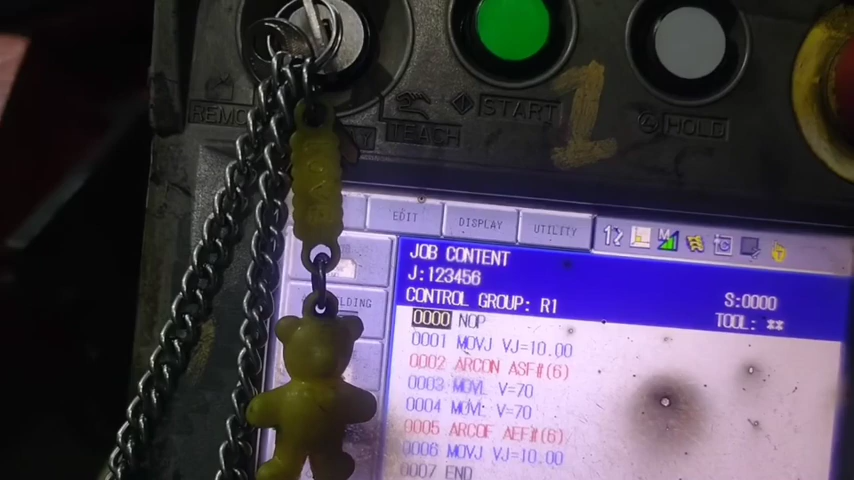 START
HOLD
TEACH
EDIT
DISPLAY
UTILITY
JOB CONTENT
J:123456
S:0000
CONTROL GROUP: R1
TOOL: **
0000 NOP
0001 MOVJ VJ=10.00
0002 ARCON ASF#(6)
0003 MOVL V=70
0004 MOVL V=70
0005 ARCOF AEF#(6)
0006 MOVJ VJ=10.00
0007 END